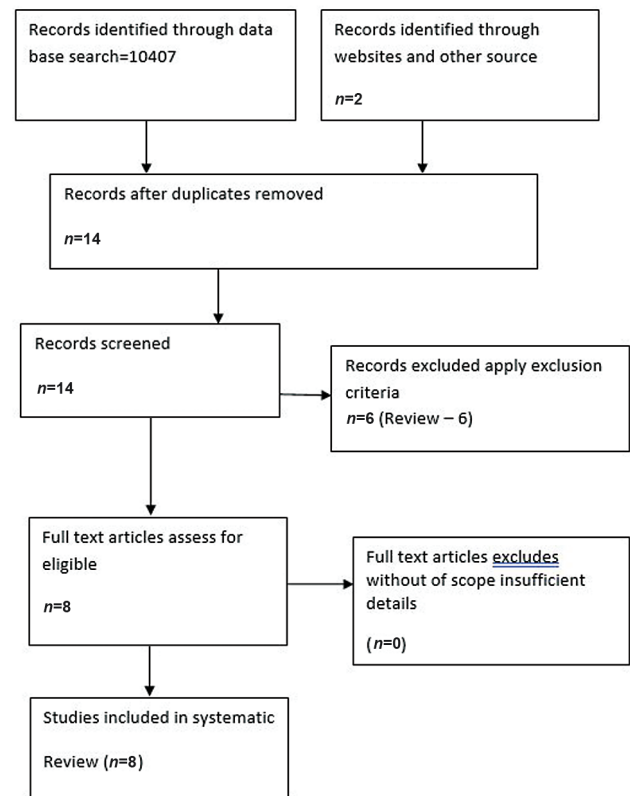 Records identified through data
base search=10407
Records identified through
websites and other source
n=2
Records after duplicates removed
n=14
Records screened
n=14
Records excluded apply exclusion
criteria
n=6 (Review – 6)
Full text articles assess for
eligible
n=8
Full text articles excludes
without of scope insufficient
details
(n=0)
Studies included in systematic
Review (n=8)